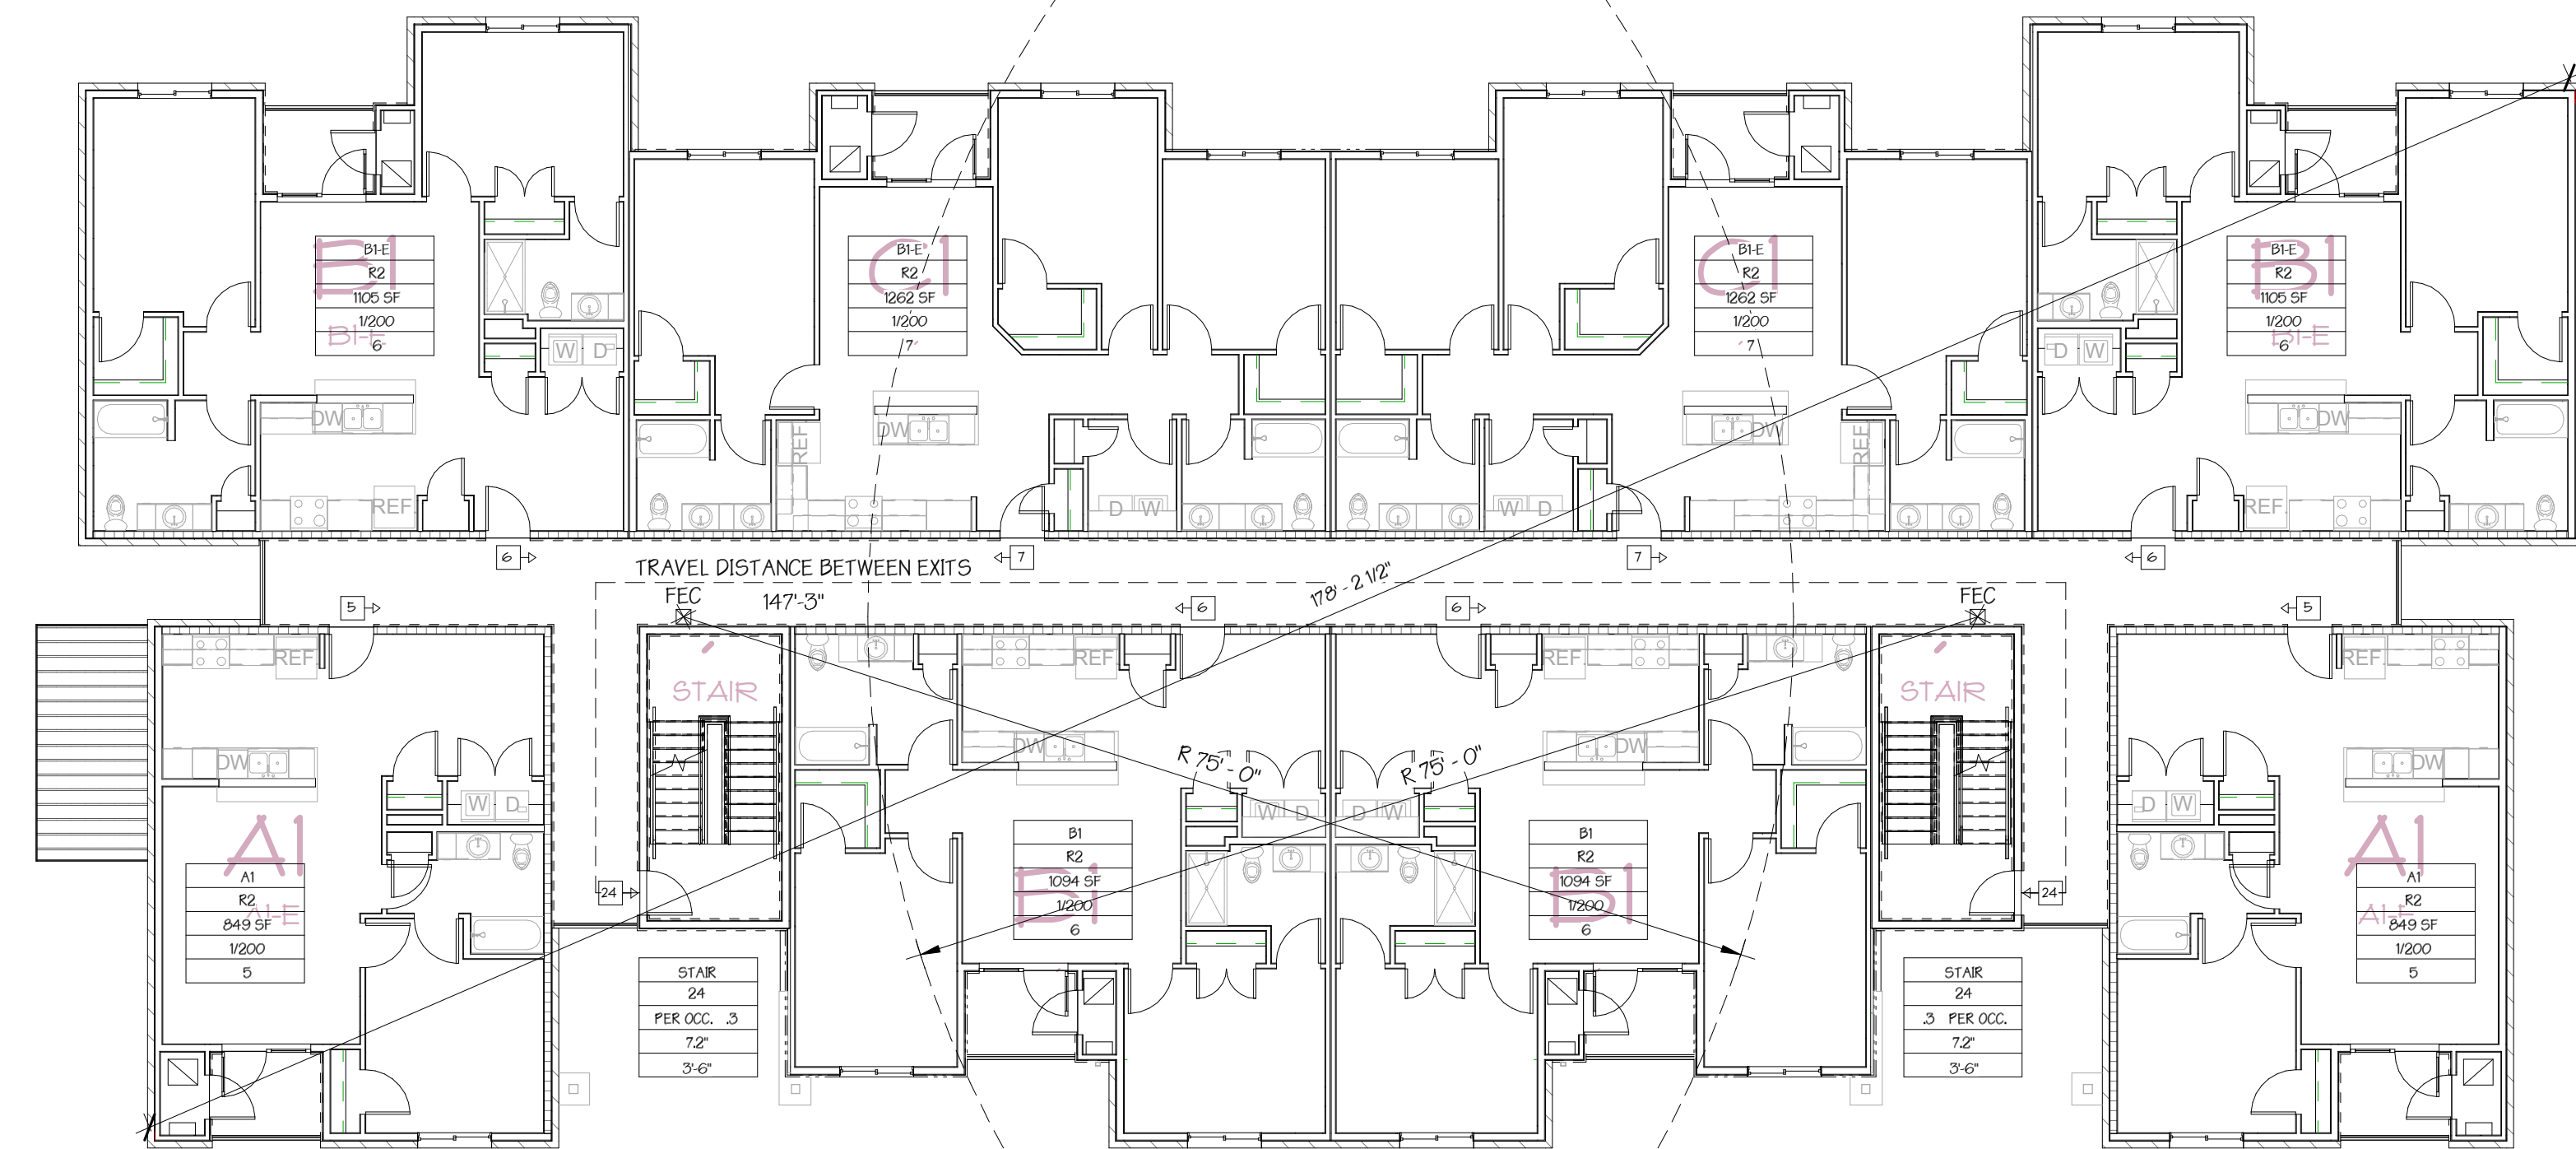 B1
B1-E
R2
1105 SF
1/200
B1-E
6
W D
DW
REF.
C1
B1-E
R2
1262 SF
1/200
7
REF
DW
D W
C1
B1-E
R2
1262 SF
1/200
7
DW
REF
W D
B1
B1-E
R2
1105 SF
1/200
B1-E
6
D W
DW
REF.
6
7
7
6
TRAVEL DISTANCE BETWEEN EXITS
147'-3"
178' - 2 1/2"
FEC
FEC
5
6
6
5
REF.
DW
W D
A1
A1
R2
A1-E
849 SF
1/200
5
STAIR
24
STAIR
24
PER OCC. .3
7.2"
3'-6"
REF.
DW
R 75' - 0"
W D
B1
B1
R2
1094 SF
1/200
6
REF.
DW
R 75' - 0"
D W
B1
B1
R2
1094 SF
1/200
6
STAIR
24
STAIR
24
.3 PER OCC.
7.2"
3'-6"
REF.
DW
D W
A1
A1
R2
A1-E
849 SF
1/200
5